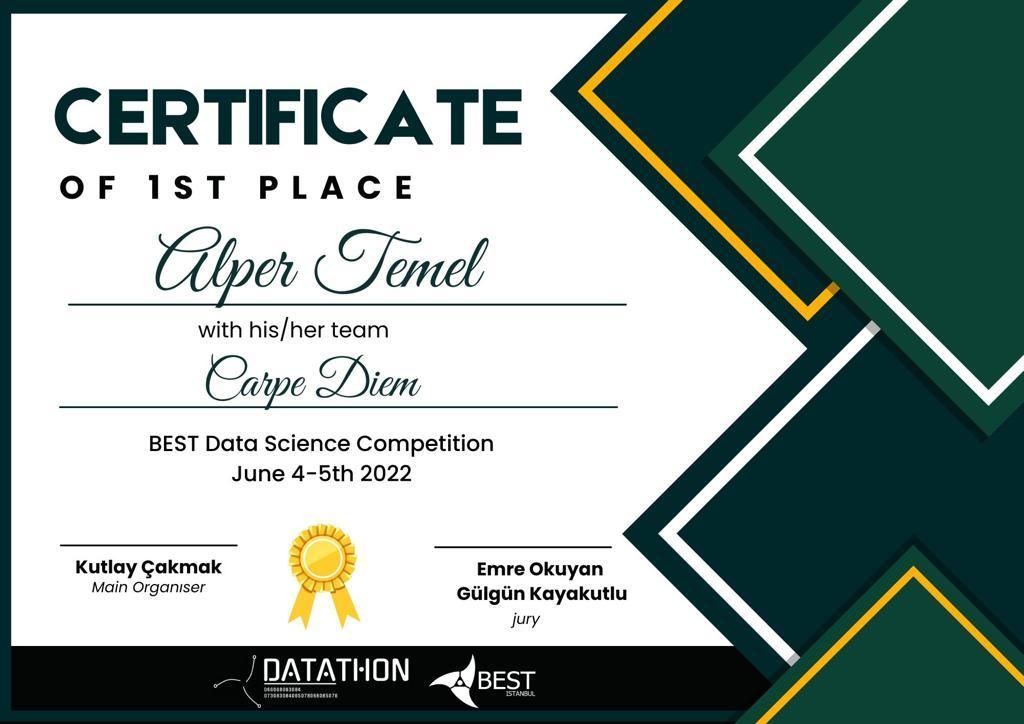 CERTIFICATE
OF 1ST PLACE
Alper Temel
with his/her team
Carpe Diem
BEST Data Science Competition
June 4-5th 2022
Kutlay Çakmak
Main Organıser
Emre Okuyan
Gülgün Kayakutlu
jury
DATATHON
BEST
ISTANBUL